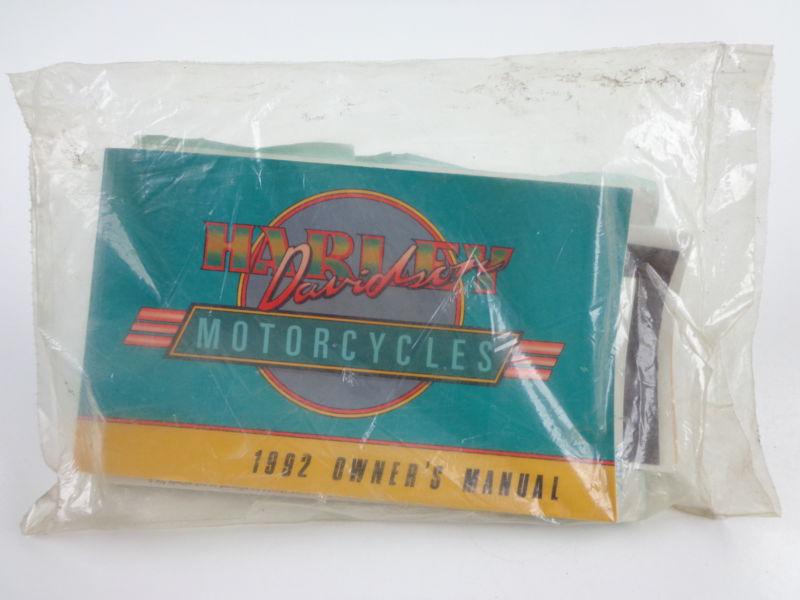 HARLEY
Davidson
MOTORCYCLES
1992 OWNER'S MANUAL